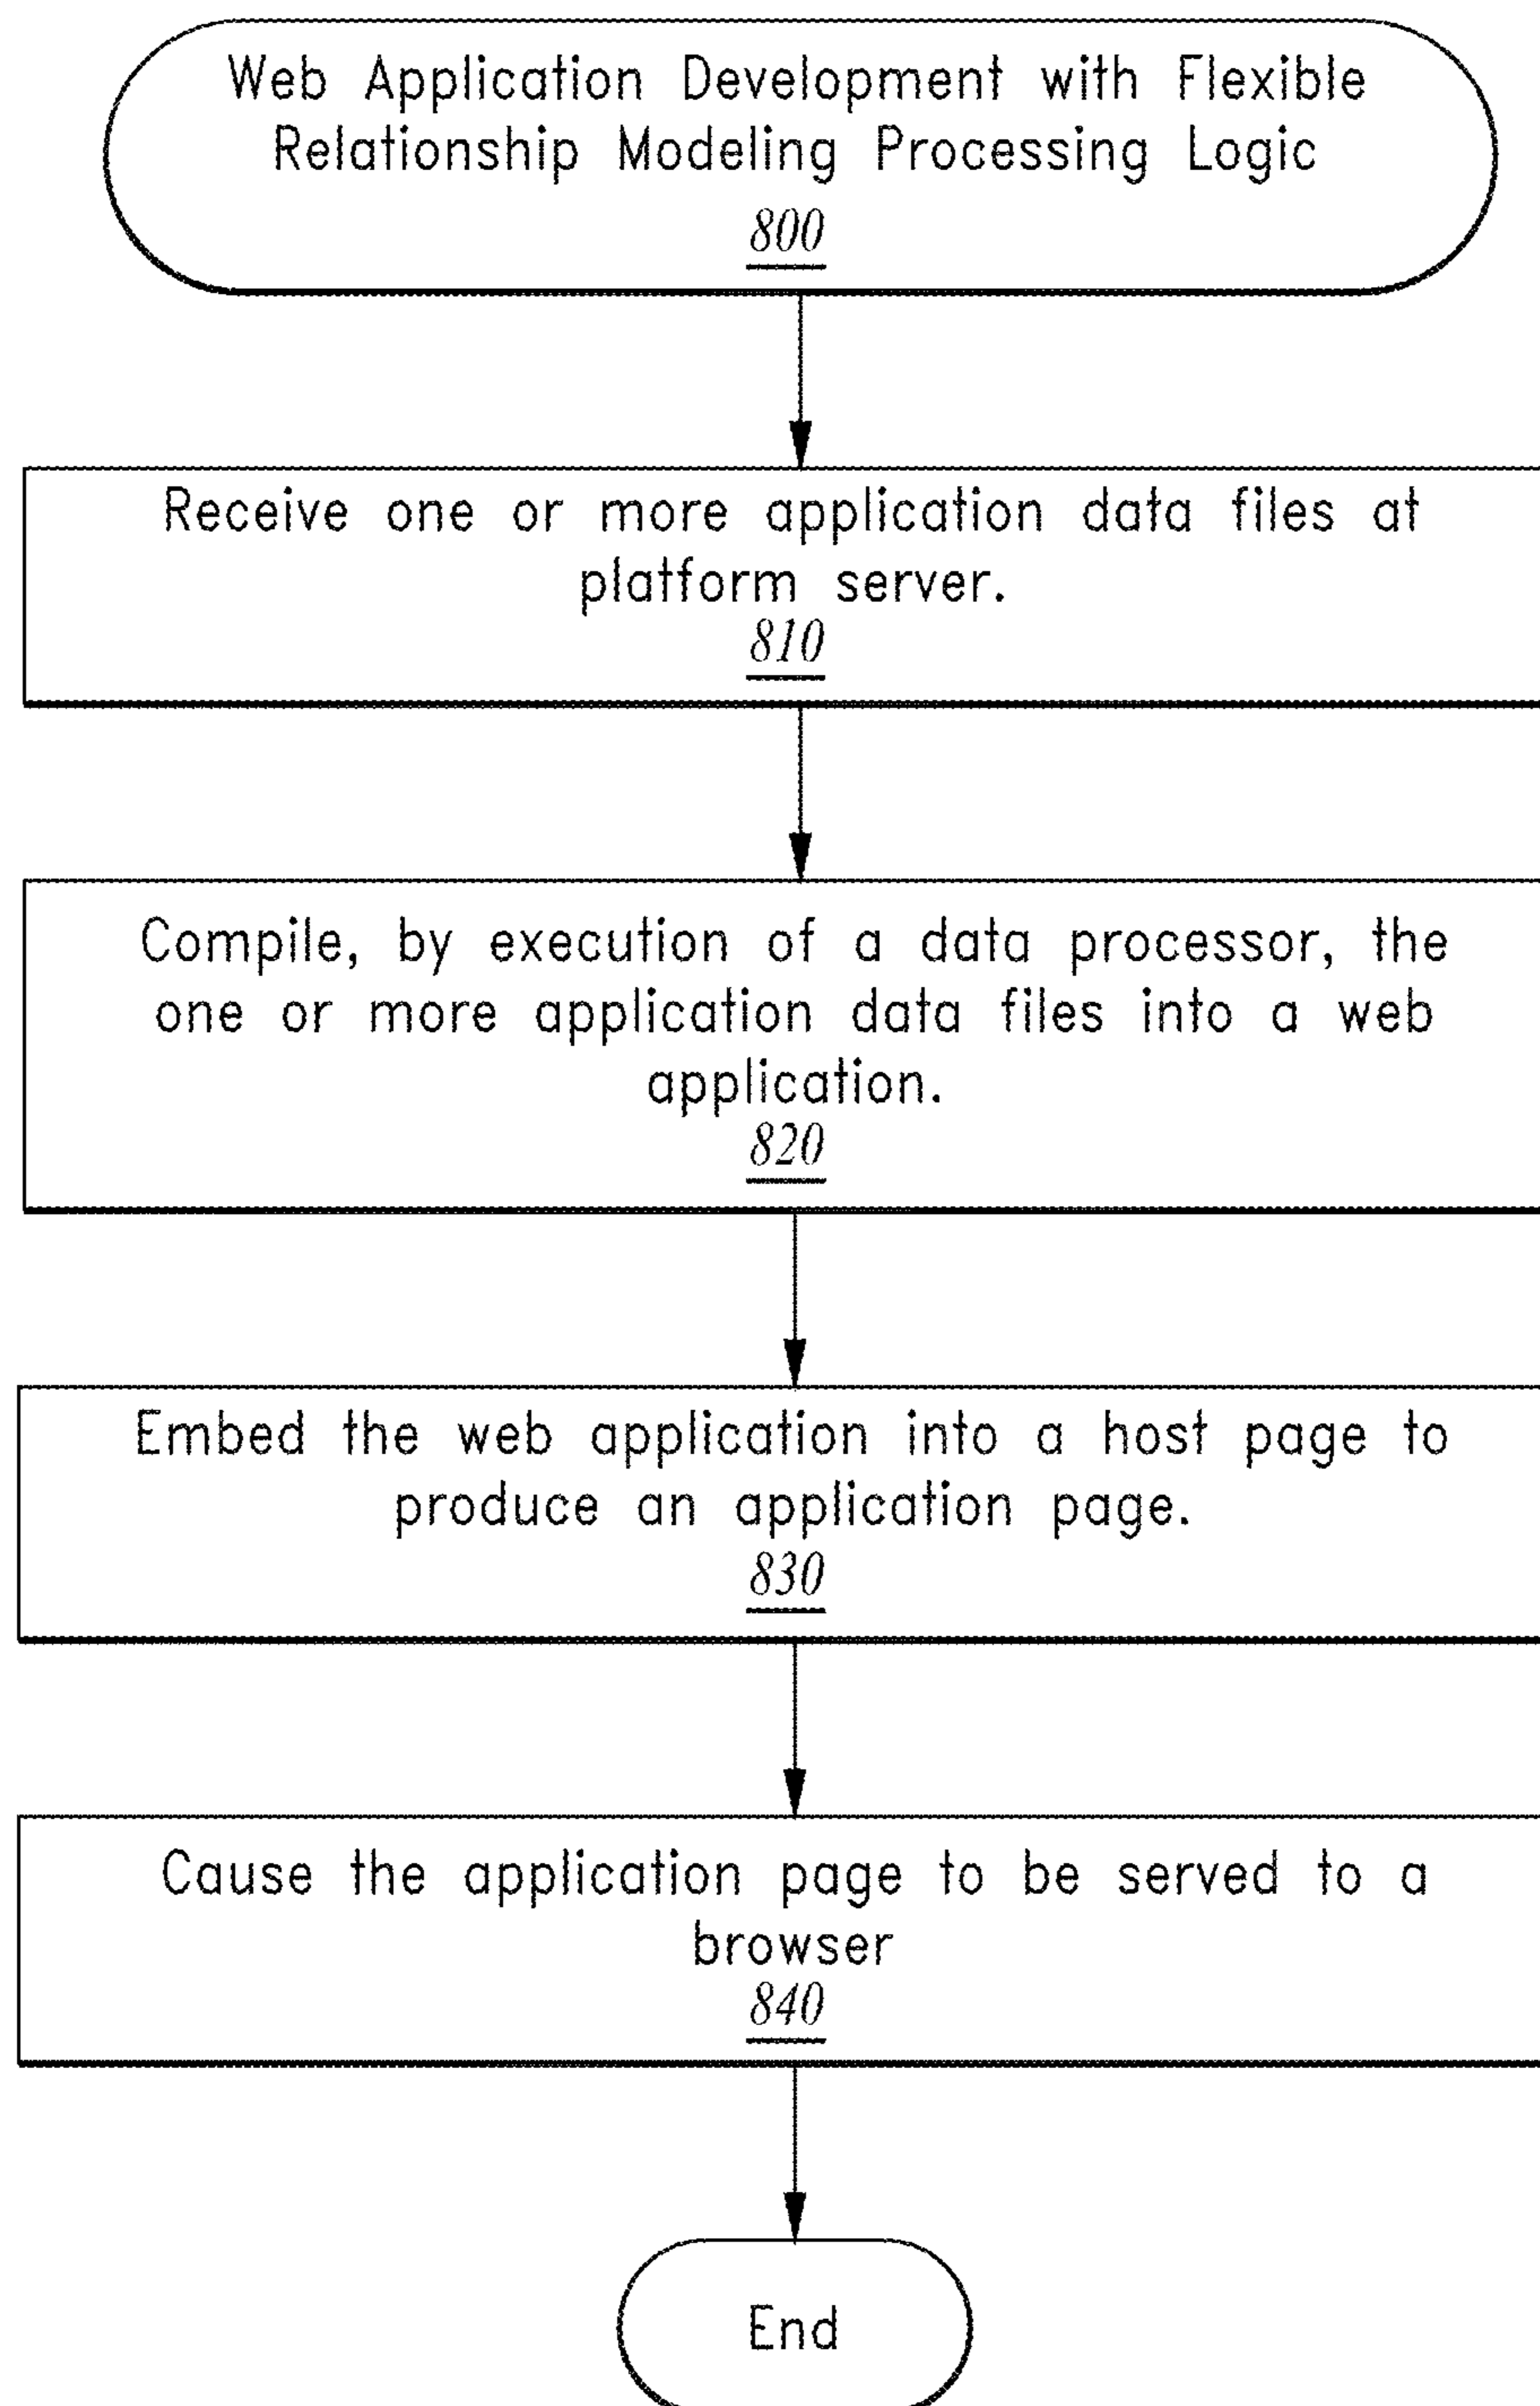 Web Application Development with Flexible
Relationship Modeling Processing Logic
800
Receive one or more application data files at
platform server.
810
Compile, by execution of a data processor, the
one or more application data files into a web
application.
820
Embed the web application into a host page to
produce an application page.
830
Cause the application page to be served to a
browser
840
End